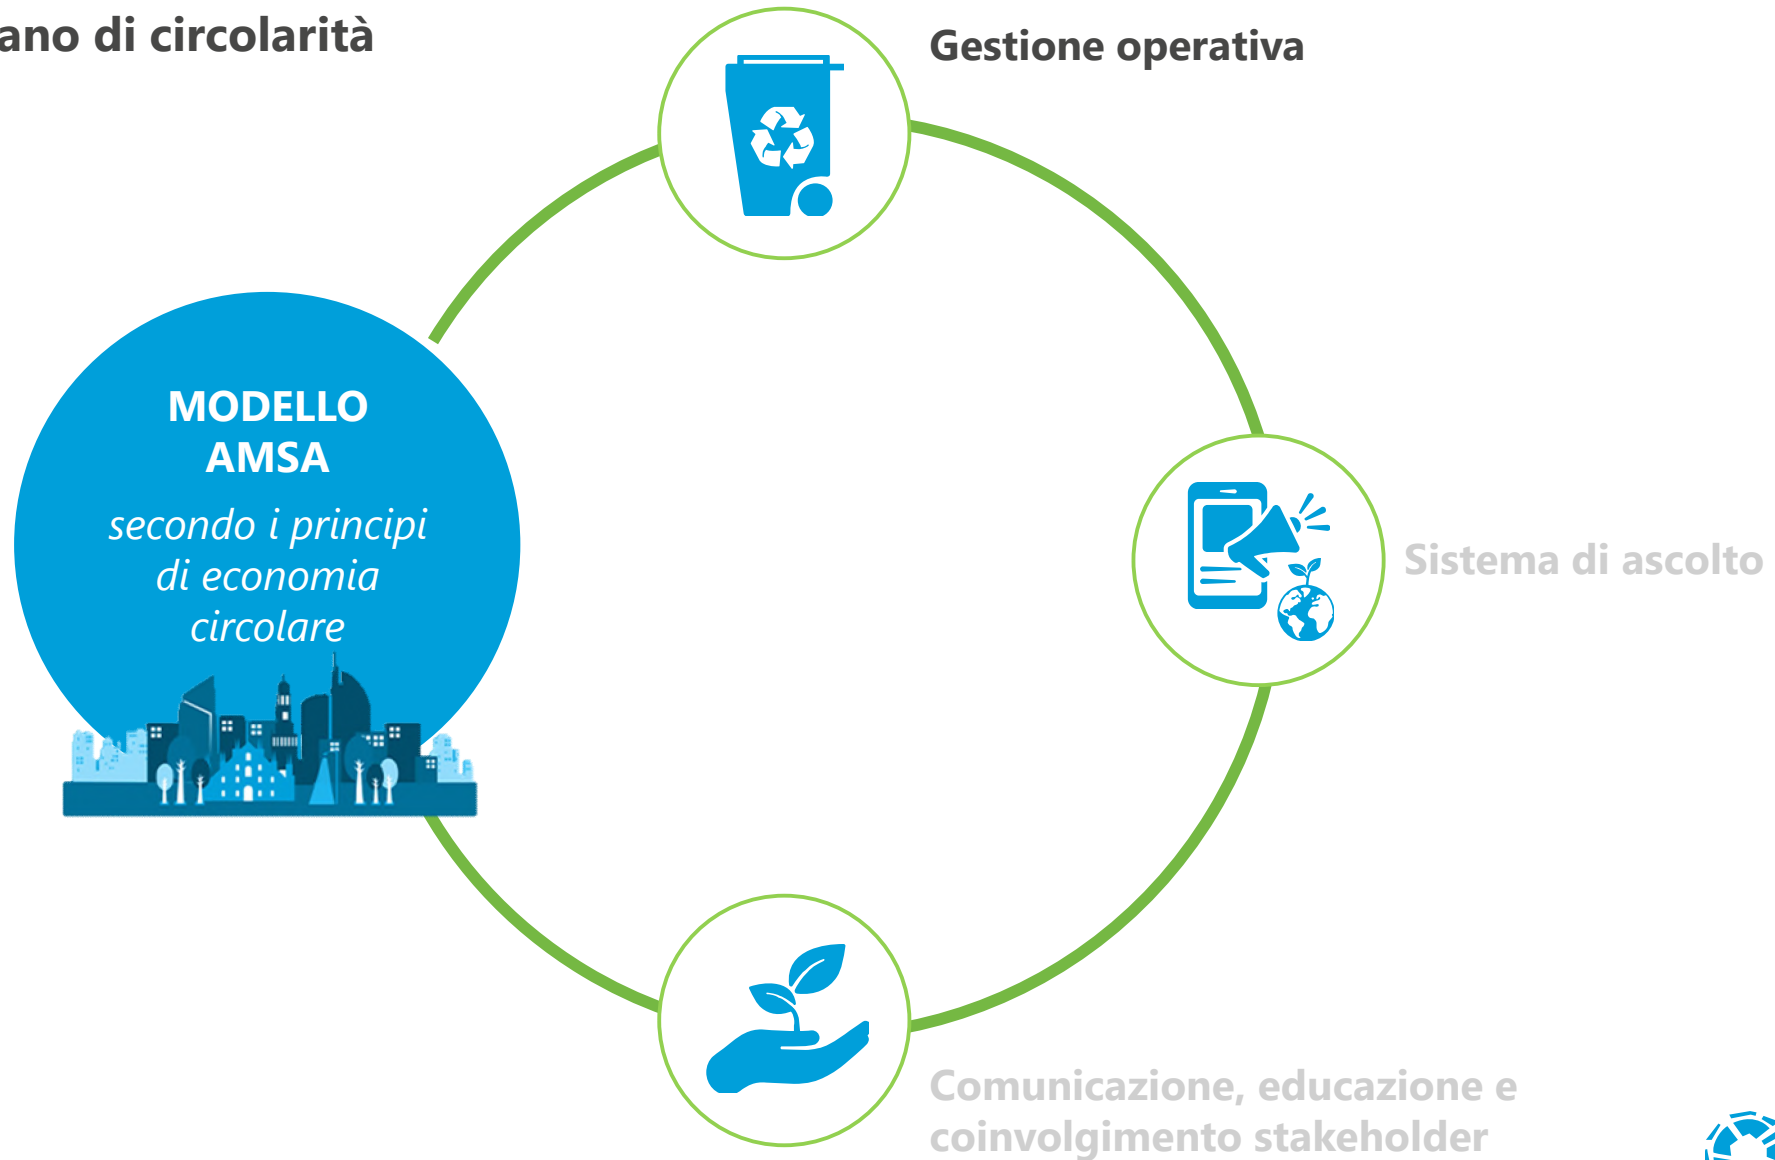 ano di circolarità
Gestione operativa
MODELLO
AMSA
secondo i principi
di economia
circolare
Sistema di ascolto
Comunicazione, educazione e
coinvolgimento stakeholder